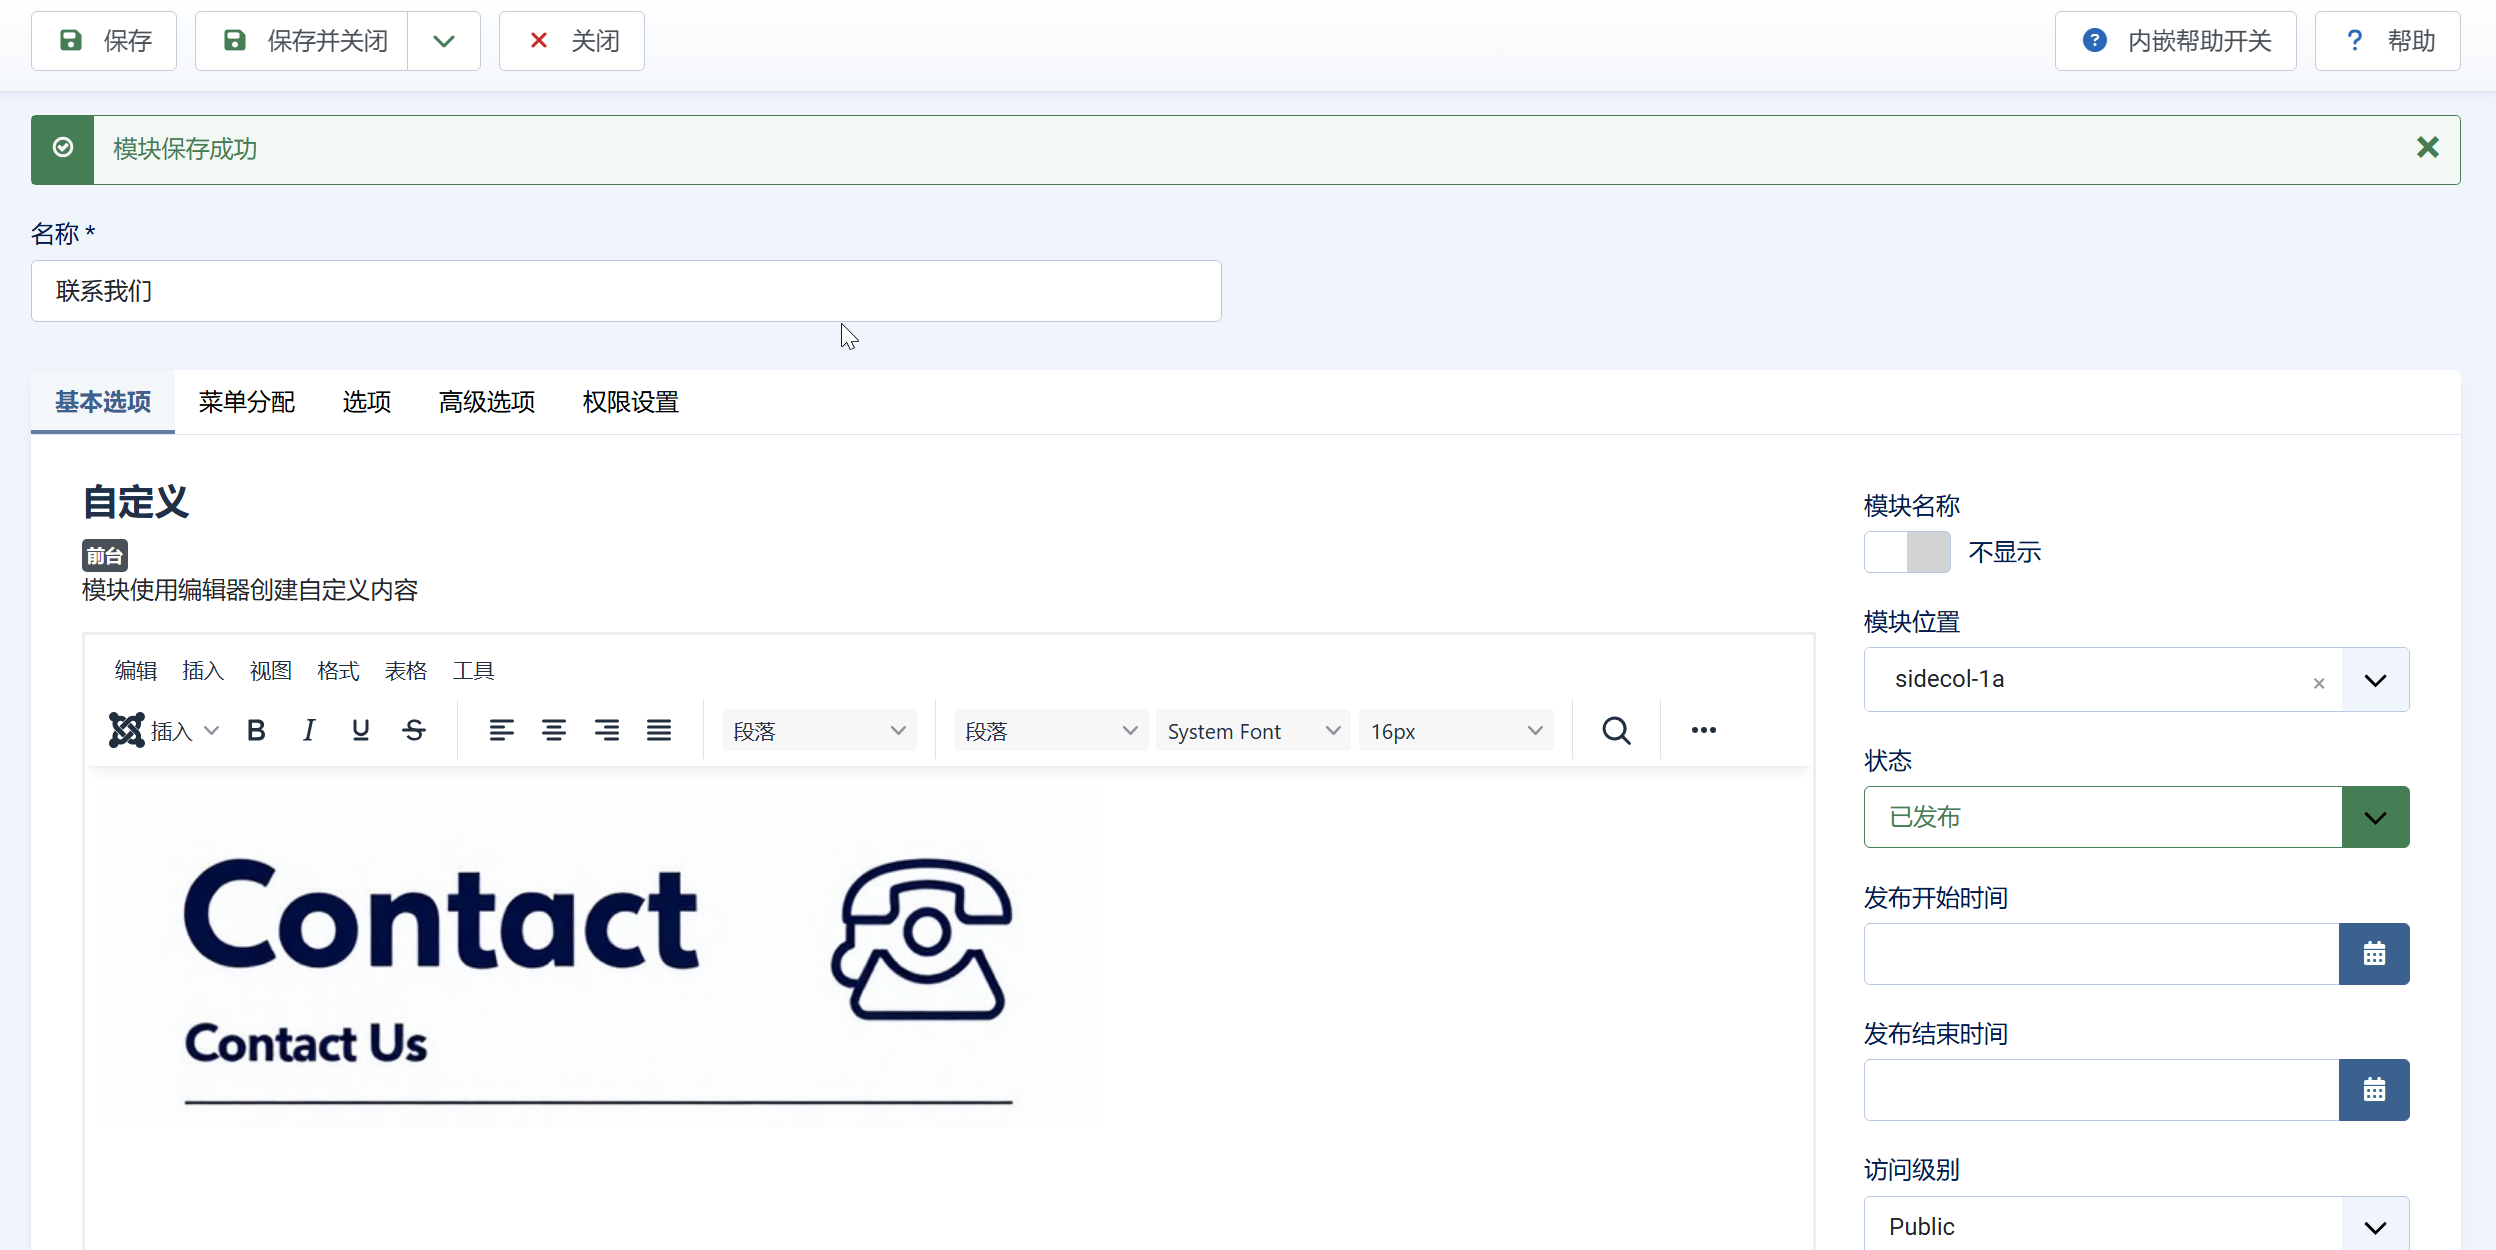 保存
保存并关闭
关闭
内嵌帮助开关
? 帮助
模块保存成功
名称 *
联系我们
基本选项
菜单分配
选项
高级选项
权限设置
自定义
前台
模块使用编辑器创建自定义内容
编辑 插入 视图 格式 表格 工具
插入 B I U S 段落 段落 System Font 16px
Contact
Contact Us
模块名称
不显示
模块位置
sidecol-1a
状态
已发布
发布开始时间
发布结束时间
访问级别
Public